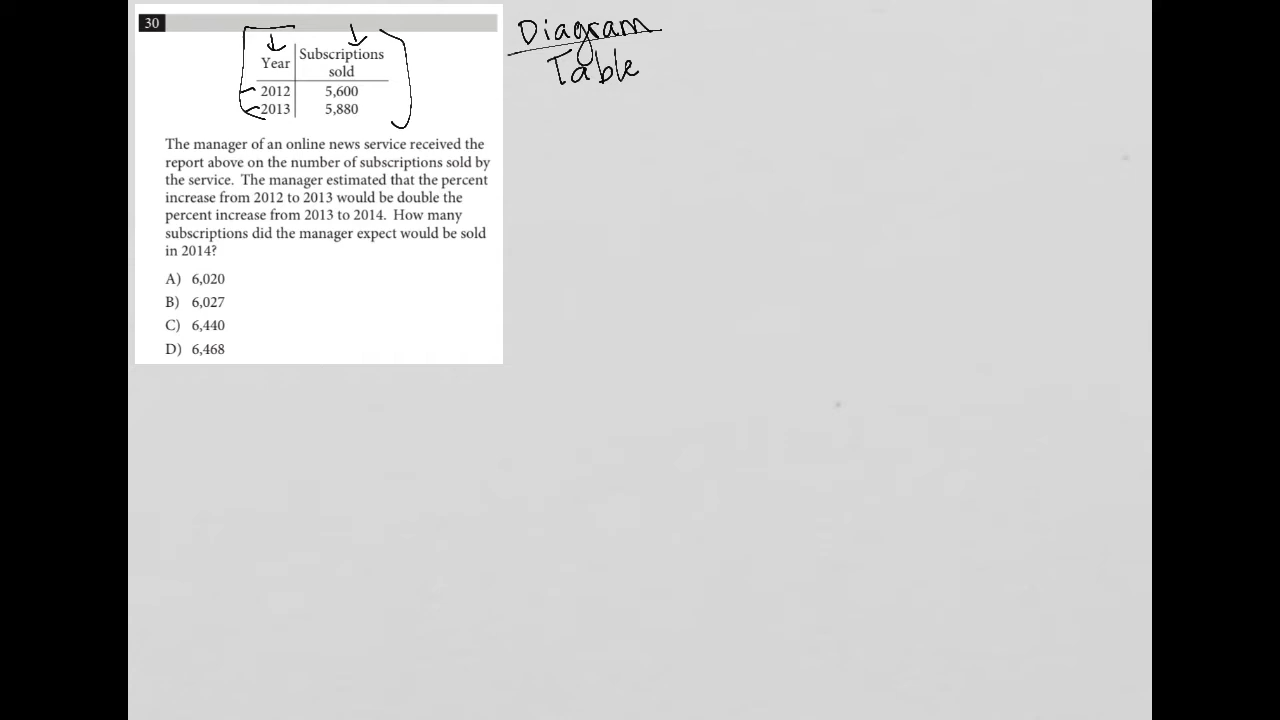 30
Diagram
Table
Year Subscriptions
sold
2012 5,600
2013 5,880
The manager of an online news service received the
report above on the number of subscriptions sold by
the service. The manager estimated that the percent
increase from 2012 to 2013 would be double the
percent increase from 2013 to 2014. How many
subscriptions did the manager expect would be sold
in 2014?
A) 6,020
B) 6,027
C) 6,440
D) 6,468